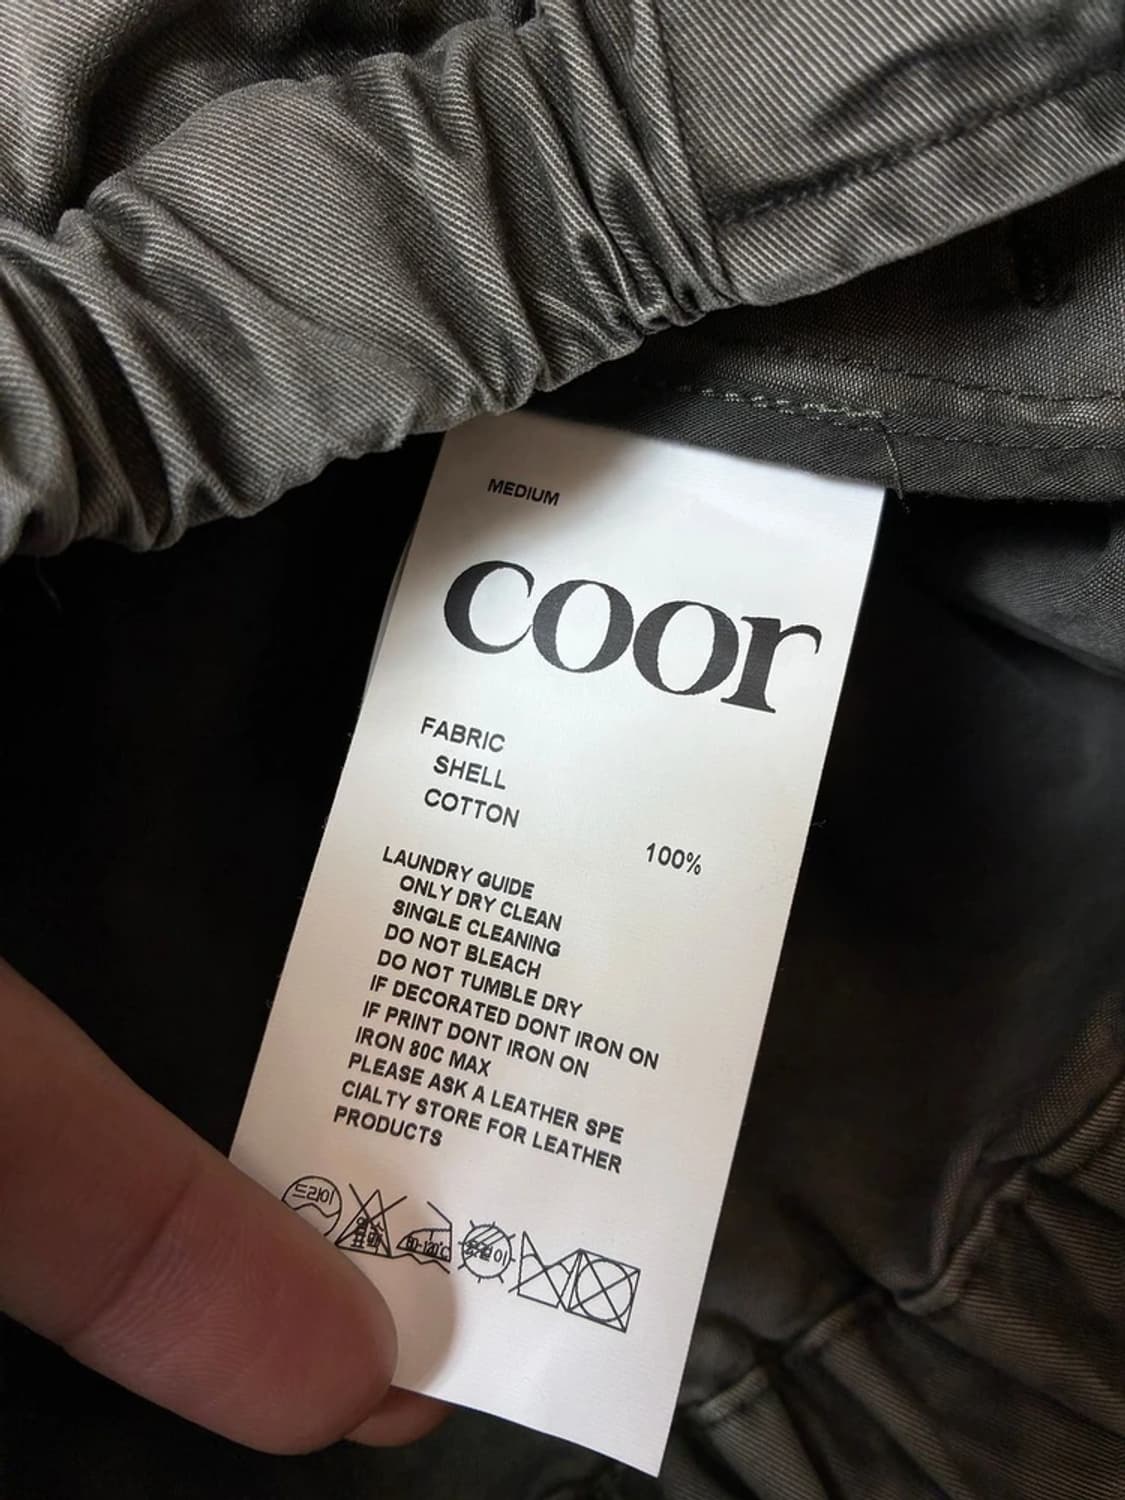 MEDIUM
coor
FABRIC
SHELL
COTTON
100%
LAUNDRY GUIDE
ONLY DRY CLEAN
SINGLE CLEANING
DO NOT BLEACH
DO NOT TUMBLE DRY
IF DECORATED DONT IRON ON
IF PRINT DONT IRON ON
IRON 80C MAX
PLEASE ASK A LEATHER SPE
CIALTY STORE FOR LEATHER
PRODUCTS
드라이
80-120℃